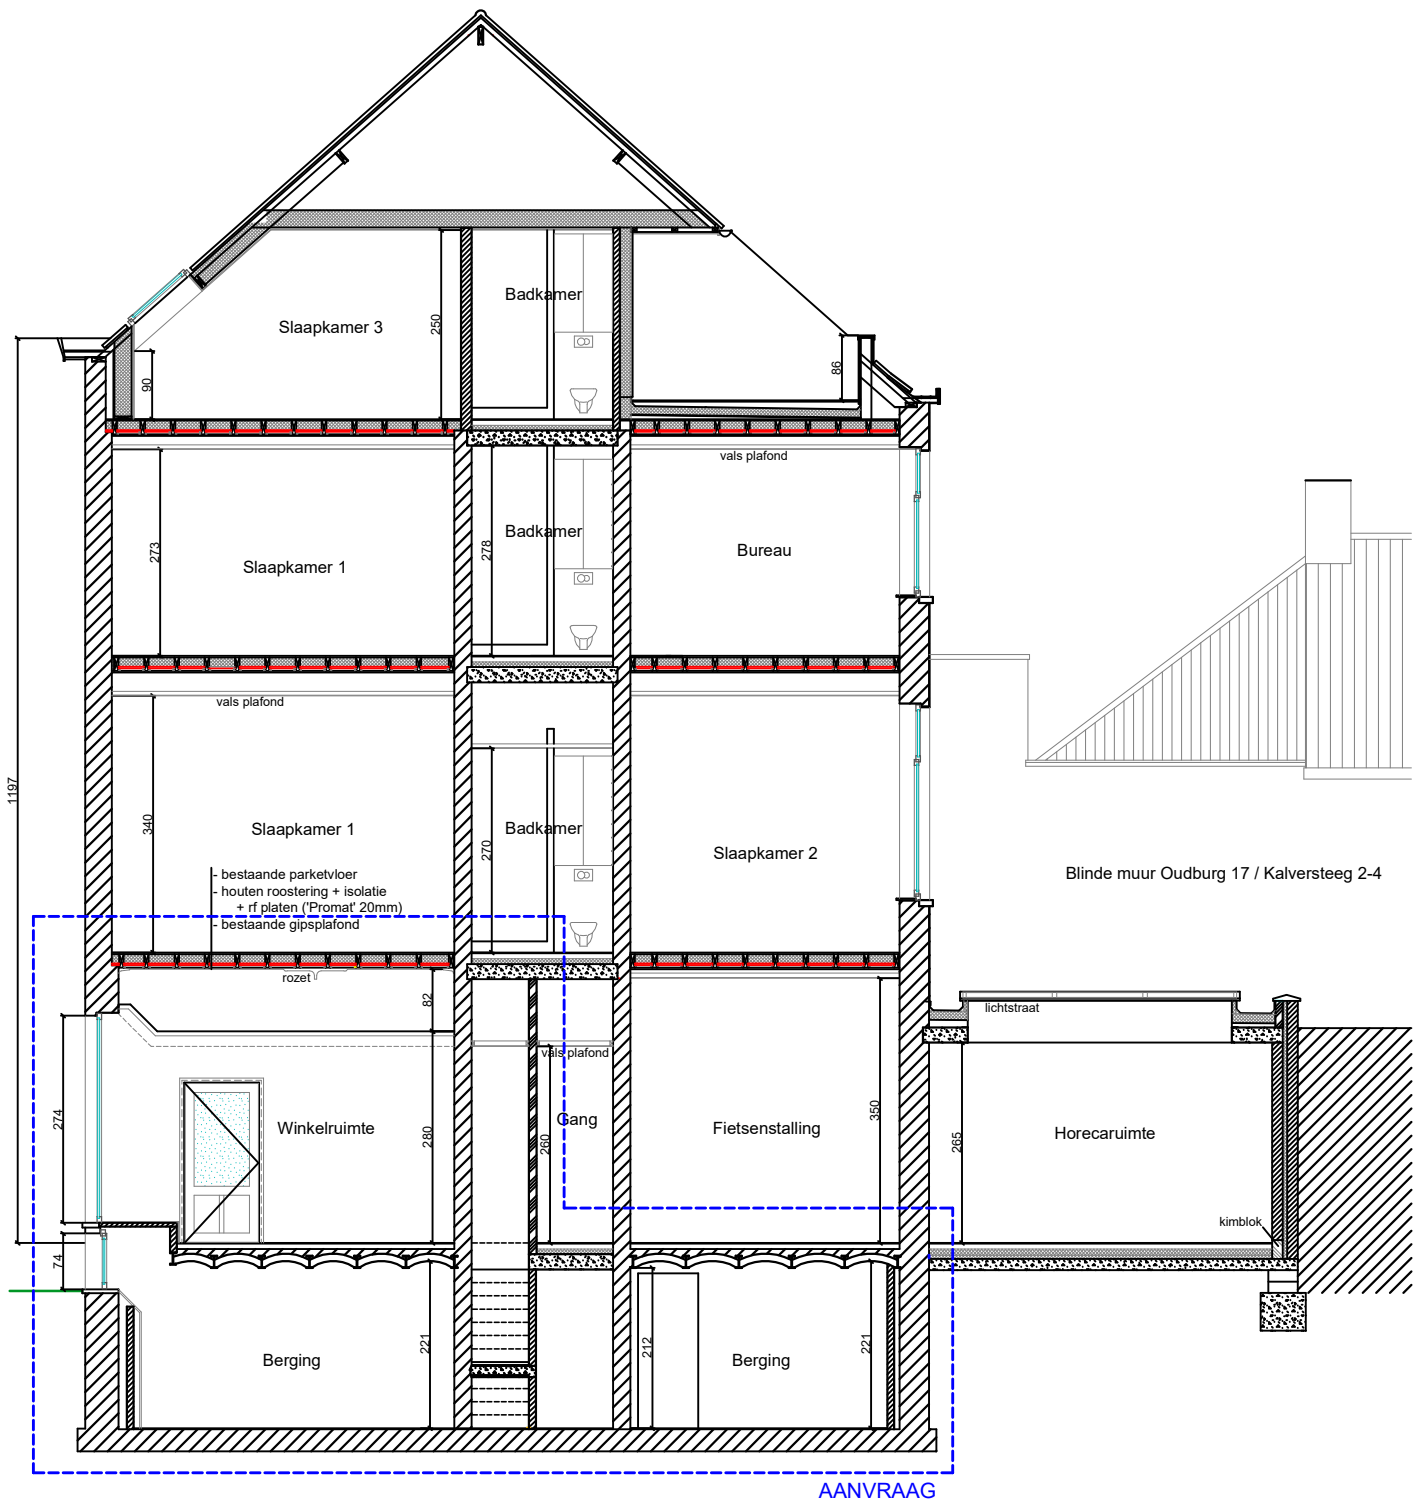 Badkamer
Slaapkamer 3
250
90
86
vals plafond
Badkamer
Bureau
Slaapkamer 1
273
278
vals plafond
1197
340
Slaapkamer 1
Badkamer
270
Slaapkamer 2
Blinde muur Oudburg 17 / Kalversteeg 2-4
- bestaande parketvloer
- houten roostering + isolatie
+ rf platen ('Promat' 20mm)
- bestaande gipsplafond
rozet
82
lichtstraat
vals plafond
274
Winkelruimte
280
Gang
260
Fietsenstalling
350
265
Horecaruimte
kimblok
74
Berging
221
212
Berging
221
AANVRAAG